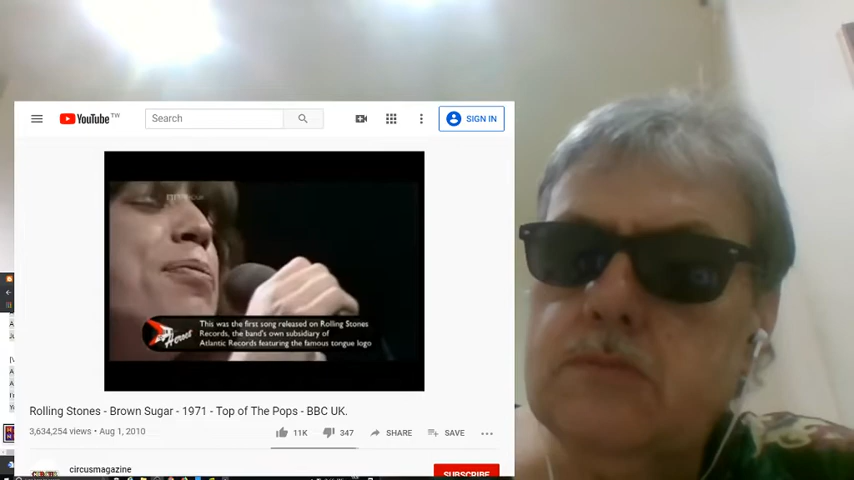 YouTube TW
Search
SIGN IN
This was the first song released on Rolling Stones
Records, the band's own subsidiary of
Atlantic Records featuring the famous tongue logo
Rolling Stones - Brown Sugar - 1971 - Top of The Pops - BBC UK.
3,634,254 views • Aug 1, 2010
11K
347
SHARE
SAVE
circusmagazine
SUBSCRIBE